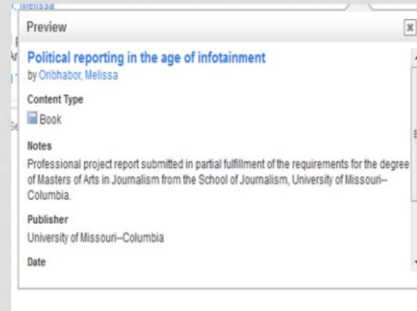 Melissa
Preview
Political reporting in the age of infotainment
by Oribhabor, Melissa
Content Type
Book
Notes
Professional project report submitted in partial fulfillment of the requirements for the degree
of Masters of Arts in Journalism from the School of Journalism, University of Missouri--
Columbia.
Publisher
University of Missouri--Columbia
Date